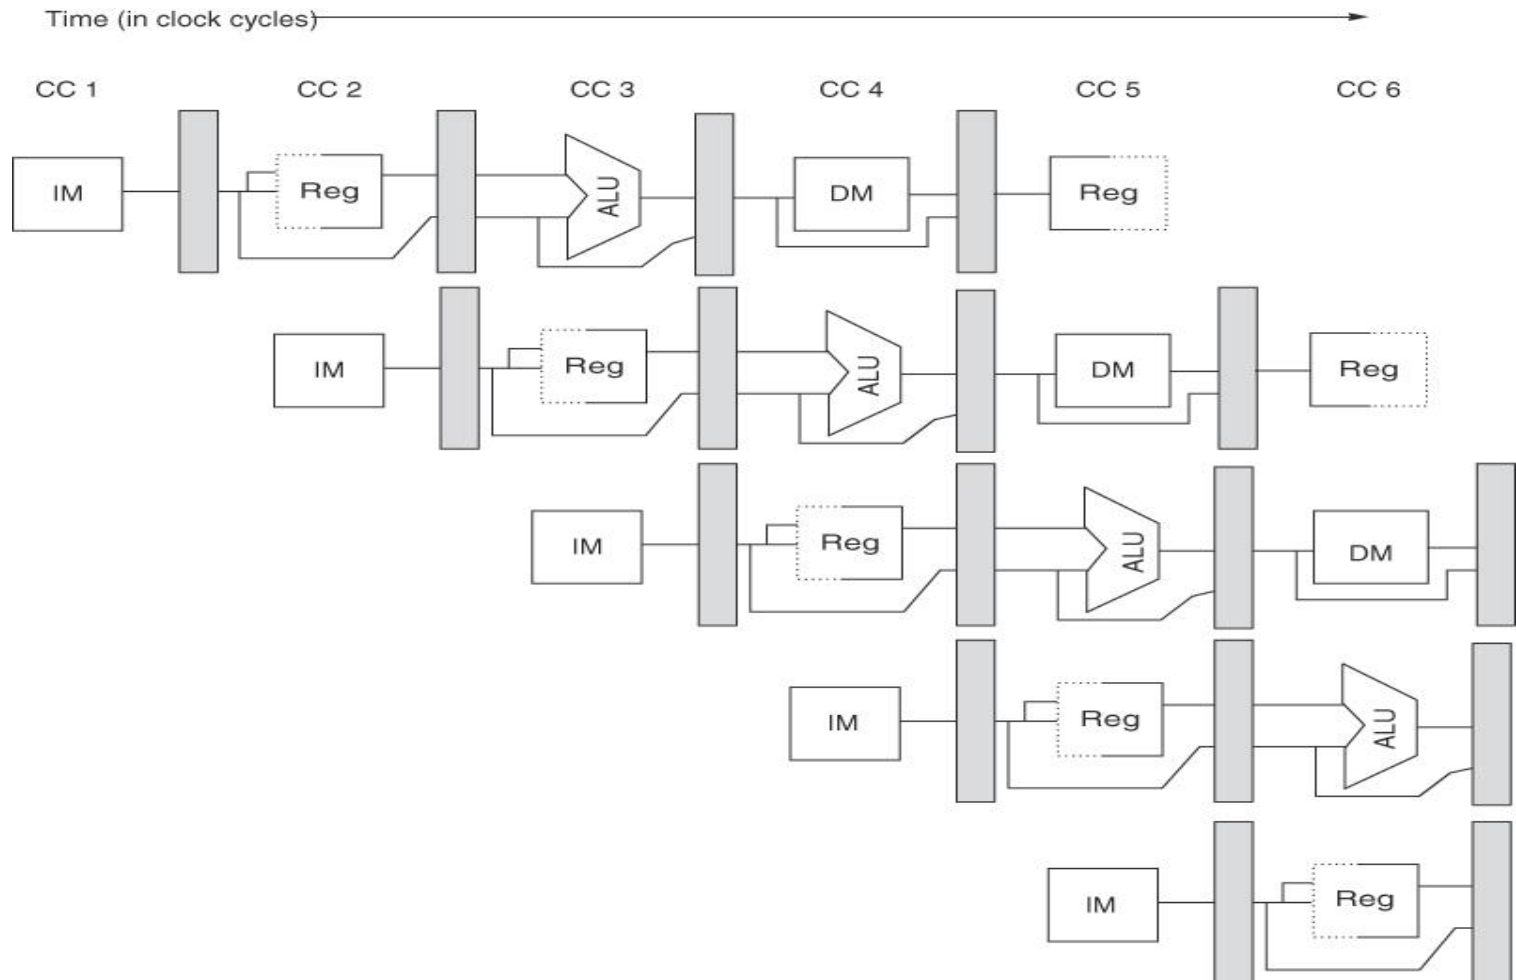 Time (in clock cycles)
CC 1 CC 2 CC 3 CC 4 CC 5 CC 6
IM Reg ALU DM Reg
IM Reg ALU DM Reg
IM Reg ALU DM
IM Reg ALU
IM Reg